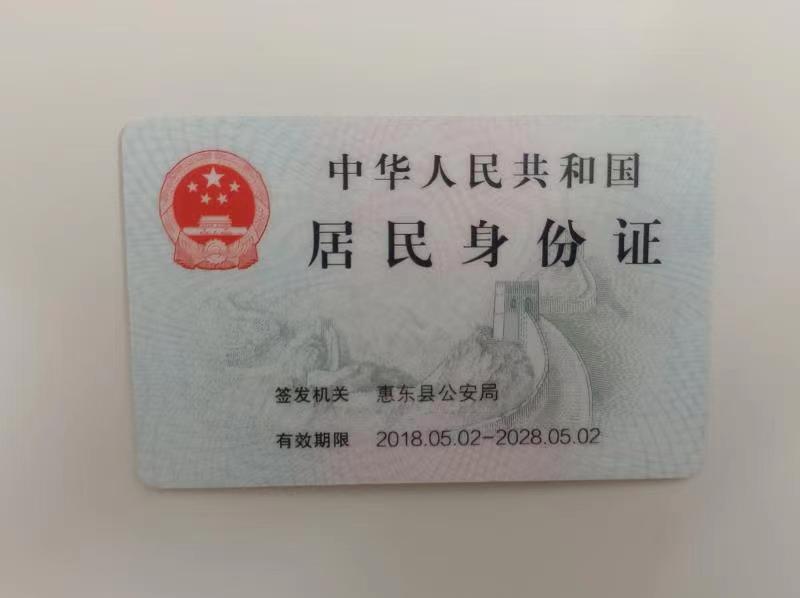 中华人民共和国
居民身份证
签发机关 惠东县公安局
有效期限 2018.05.02-2028.05.02